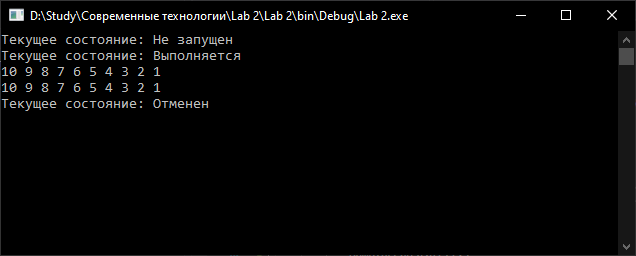 D:\Study\Современные технологии\Lab 2\Lab 2\bin\Debug\Lab 2.exe
Текущее состояние: Не запущен
Текущее состояние: Выполняется
10 9 8 7 6 5 4 3 2 1
10 9 8 7 6 5 4 3 2 1
Текущее состояние: Отменен